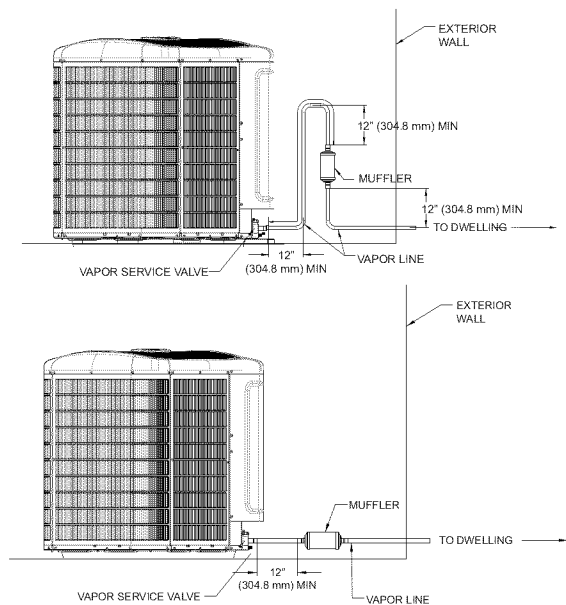 EXTERIOR
WALL
12" (304.8 mm) MIN
MUFFLER
12" (304.8 mm) MIN
TO DWELLING
VAPOR SERVICE VALVE
12"
(304.8 mm) MIN
VAPOR LINE
EXTERIOR
WALL
MUFFLER
TO DWELLING
12"
(304.8 mm) MIN
VAPOR SERVICE VALVE
VAPOR LINE